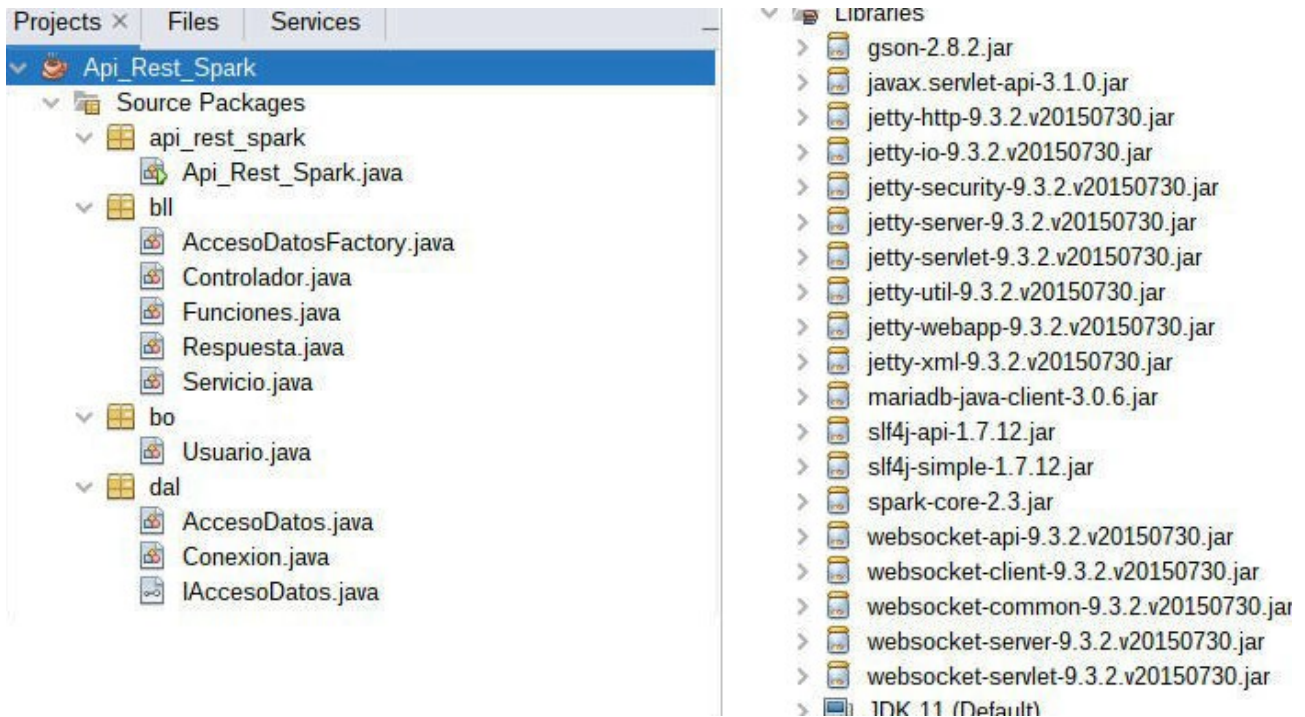 Projects × Files Services
Api_Rest_Spark
Source Packages
api_rest_spark
Api_Rest_Spark.java
bll
AccesoDatosFactory.java
Controlador.java
Funciones.java
Respuesta.java
Servicio.java
bo
Usuario.java
dal
AccesoDatos.java
Conexion.java
IAccesoDatos.java
Libraries
gson-2.8.2.jar
javax.servlet-api-3.1.0.jar
jetty-http-9.3.2.v20150730.jar
jetty-io-9.3.2.v20150730.jar
jetty-security-9.3.2.v20150730.jar
jetty-server-9.3.2.v20150730.jar
jetty-servlet-9.3.2.v20150730.jar
jetty-util-9.3.2.v20150730.jar
jetty-webapp-9.3.2.v20150730.jar
jetty-xml-9.3.2.v20150730.jar
mariadb-java-client-3.0.6.jar
slf4j-api-1.7.12.jar
slf4j-simple-1.7.12.jar
spark-core-2.3.jar
websocket-api-9.3.2.v20150730.jar
websocket-client-9.3.2.v20150730.jar
websocket-common-9.3.2.v20150730.jar
websocket-server-9.3.2.v20150730.jar
websocket-servlet-9.3.2.v20150730.jar
JDK 11 (Default)